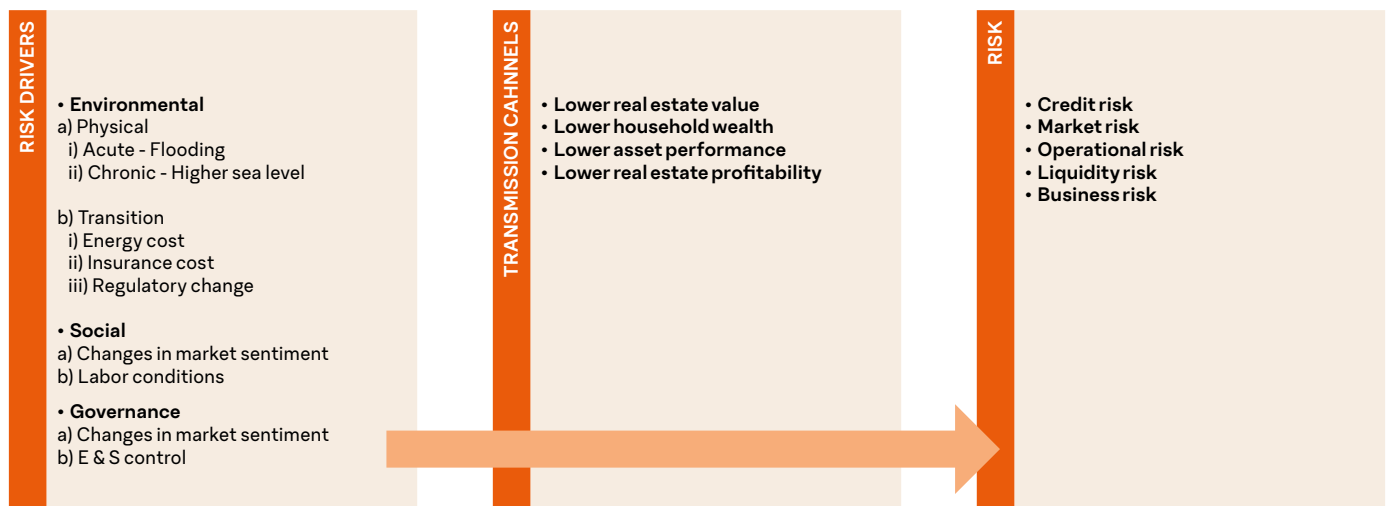 RISK DRIVERS
• Environmental
a) Physical
i) Acute - Flooding
ii) Chronic - Higher sea level
b) Transition
i) Energy cost
ii) Insurance cost
iii) Regulatory change
• Social
a) Changes in market sentiment
b) Labor conditions
• Governance
a) Changes in market sentiment
b) E & S control
TRANSMISSION CAHNNELS
• Lower real estate value
• Lower household wealth
• Lower asset performance
• Lower real estate profitability
RISK
• Credit risk
• Market risk
• Operational risk
• Liquidity risk
• Business risk